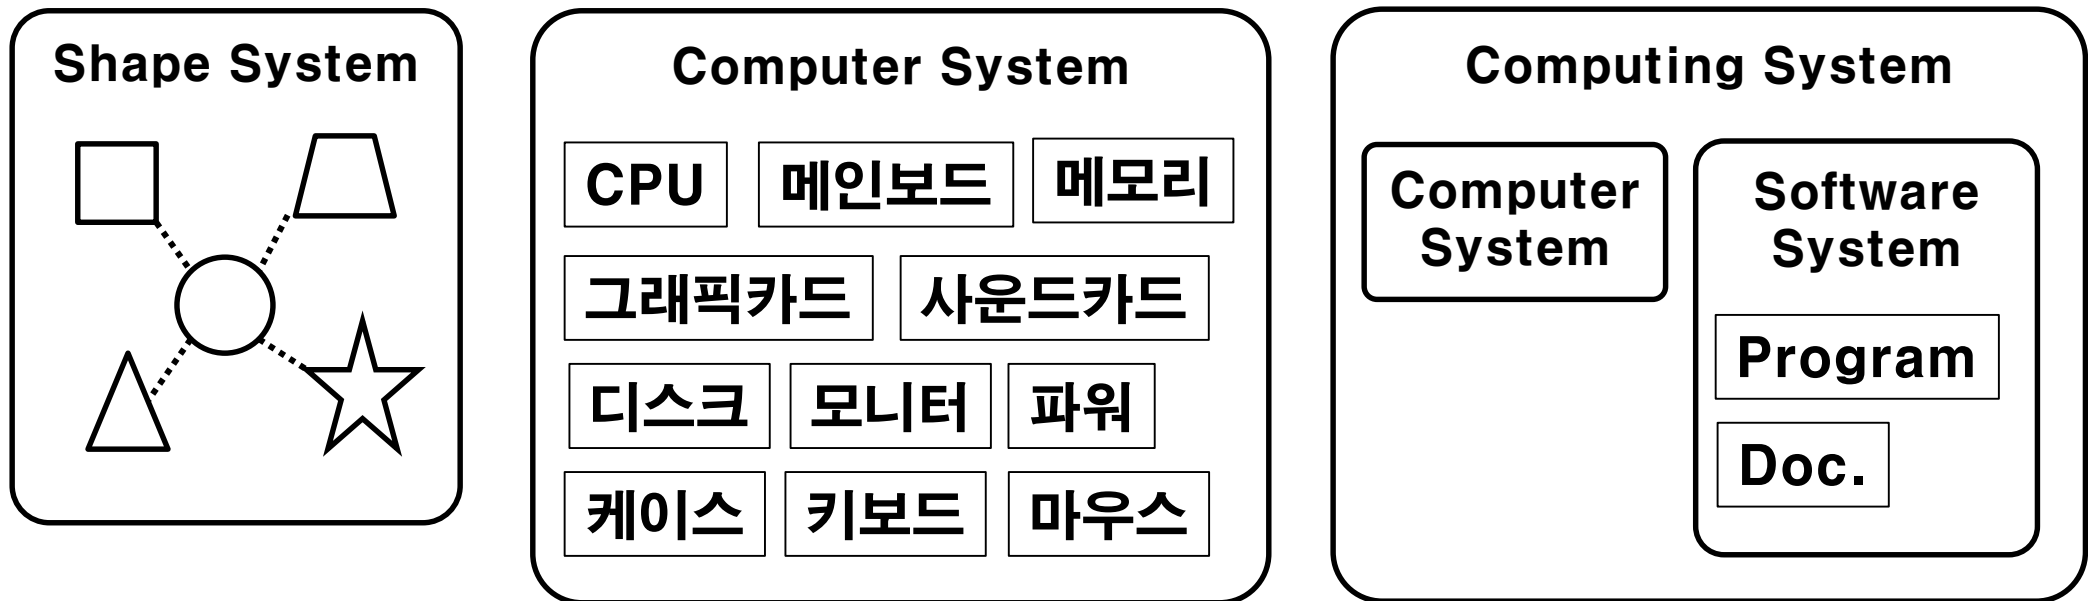 Shape System
Computer System
CPU 메인보드 메모리
그래픽카드 사운드카드
디스크 모니터 파워
케이스 키보드 마우스
Computing System
Computer
System
Software
System
Program
Doc.